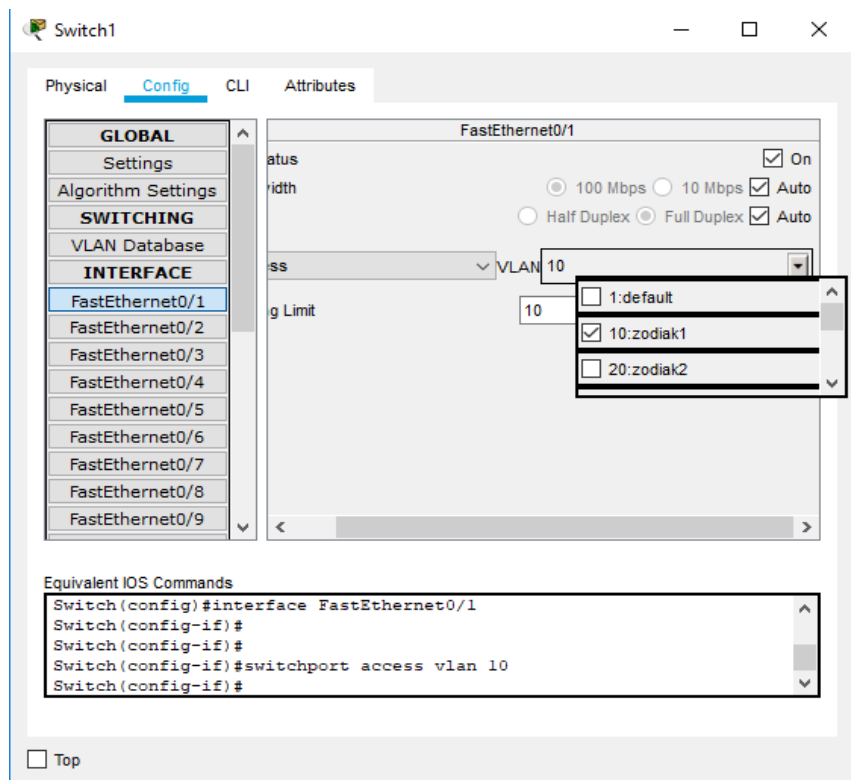 Switch1
Physical Config CLI Attributes
GLOBAL
Settings
Algorithm Settings
SWITCHING
VLAN Database
INTERFACE
FastEthernet0/1
FastEthernet0/2
FastEthernet0/3
FastEthernet0/4
FastEthernet0/5
FastEthernet0/6
FastEthernet0/7
FastEthernet0/8
FastEthernet0/9
FastEthernet0/1
atus On
idth 100 Mbps 10 Mbps Auto
Half Duplex Full Duplex Auto
ss VLAN 10
g Limit 10
1:default
10:zodiak1
20:zodiak2
Equivalent IOS Commands
Switch(config)#interface FastEthernet0/1
Switch(config-if)#
Switch(config-if)#
Switch(config-if)#switchport access vlan 10
Switch(config-if)#
Top